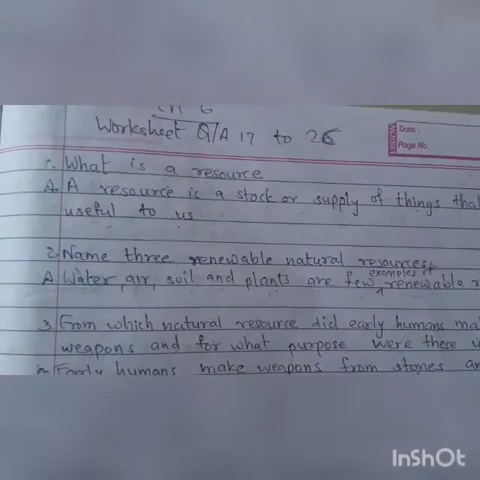 Ch 6
Worksheet Q/A 17 to 26
Date:
Page No.
1. What is a resource
A. A resource is a stock or supply of things that
useful to us.
2. Name three renewable natural resources.
examples of
A. Water, air, soil and plants are few renewable
3. From which natural resource did early humans
weapons and for what purpose were these
Early humans make weapons from stones
InShOt